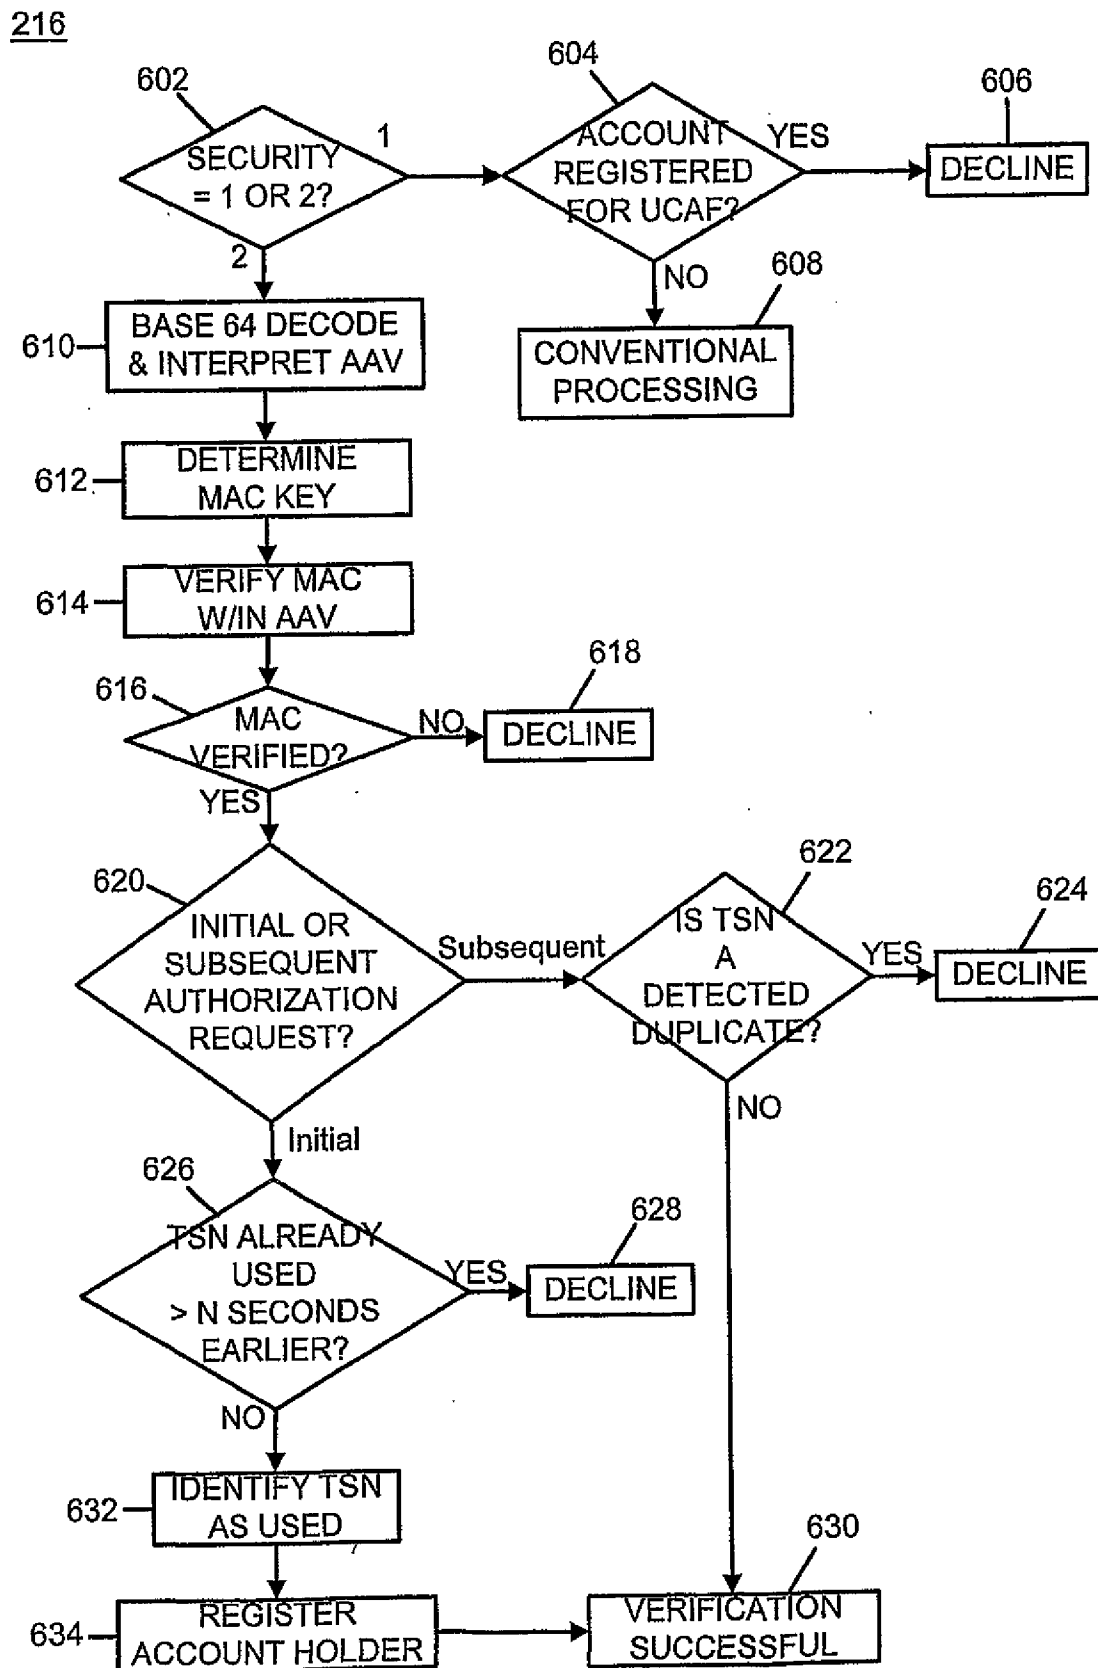 216
602
604
606
SECURITY
= 1 OR 2?
1
2
ACCOUNT
REGISTERED
FOR UCAF?
YES
DECLINE
NO
608
CONVENTIONAL
PROCESSING
610
BASE 64 DECODE
& INTERPRET AAV
612
DETERMINE
MAC KEY
614
VERIFY MAC
W/IN AAV
616
MAC
VERIFIED?
NO
618
DECLINE
YES
620
INITIAL OR
SUBSEQUENT
AUTHORIZATION
REQUEST?
Subsequent
622
IS TSN
A
DETECTED
DUPLICATE?
YES
624
DECLINE
NO
Initial
626
TSN ALREADY
USED
> N SECONDS
EARLIER?
YES
628
DECLINE
NO
632
IDENTIFY TSN
AS USED
634
REGISTER
ACCOUNT HOLDER
630
VERIFICATION
SUCCESSFUL